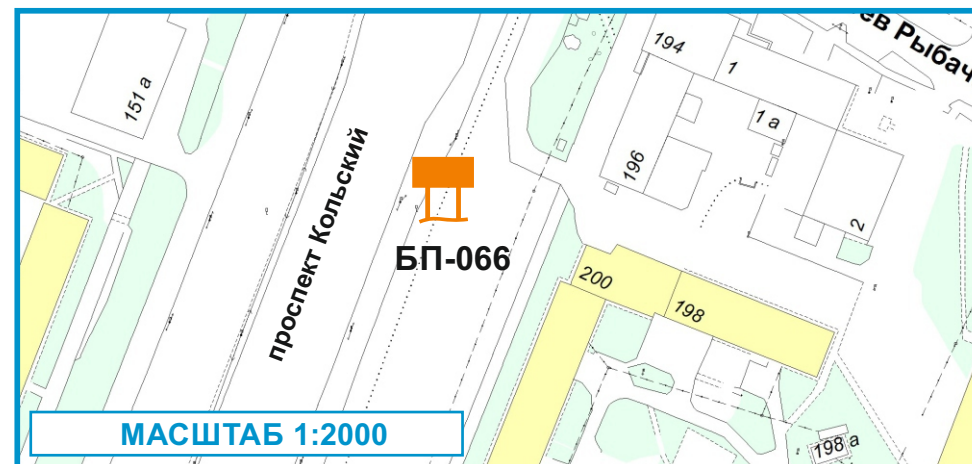 ев Рыбач
194
1
151 а
1 а
196
проспект Кольский
2
БП-066
200
198
МАСШТАБ 1:2000
198 а